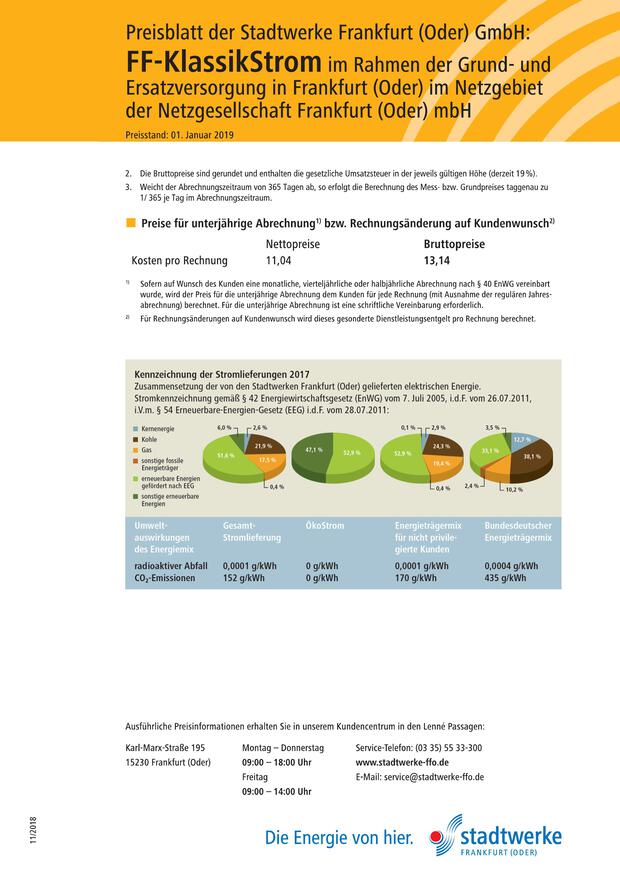 Preisblatt der Stadtwerke Frankfurt (Oder) GmbH:
FF-KlassikStrom im Rahmen der Grund- und
Ersatzversorgung in Frankfurt (Oder) im Netzgebiet
der Netzgesellschaft Frankfurt (Oder) mbH
Preisstand: 01. Januar 2019
2. Die Bruttopreise sind gerundet und enthalten die gesetzliche Umsatzsteuer in der jeweils gültigen Höhe (derzeit 19 %).
3. Weicht der Abrechnungszeitraum von 365 Tagen ab, so erfolgt die Berechnung des Mess- bzw. Grundpreises taggenau zu
1/ 365 je Tag im Abrechnungszeitraum.
Preise für unterjährige Abrechnung1) bzw. Rechnungsänderung auf Kundenwunsch2)
Nettopreise Bruttopreise
Kosten pro Rechnung 11,04 13,14
1) Sofern auf Wunsch des Kunden eine monatliche, vierteljährliche oder halbjährliche Abrechnung nach § 40 EnWG vereinbart
wurde, wird der Preis für die unterjährige Abrechnung dem Kunden für jede Rechnung (mit Ausnahme der regulären Jahres-
abrechnung) berechnet. Für die unterjährige Abrechnung ist eine schriftliche Vereinbarung erforderlich.
2) Für Rechnungsänderungen auf Kundenwunsch wird dieses gesonderte Dienstleistungsentgelt pro Rechnung berechnet.
Kennzeichnung der Stromlieferungen 2017
Zusammensetzung der von den Stadtwerken Frankfurt (Oder) gelieferten elektrischen Energie.
Stromkennzeichnung gemäß § 42 Energiewirtschaftsgesetz (EnWG) vom 7. Juli 2005, i.d.F. vom 26.07.2011,
i.V.m. § 54 Erneuerbare-Energien-Gesetz (EEG) i.d.F. vom 28.07.2011:
Kernenergie
Kohle
Gas
sonstige fossile
Energieträger
erneuerbare Energien
gefördert nach EEG
sonstige erneuerbare
Energien
6,0 % 2,6 %
21,9 %
51,6 % 17,5 %
0,4 %
47,1 % 52,9 %
0,1 % 2,9 %
24,3 %
52,9 % 19,4 %
0,4 %
3,5 % 12,7 %
33,1 % 38,1 %
2,4 % 10,2 %
Umwelt-
auswirkungen
des Energiemix
Gesamt-
Stromlieferung
ÖkoStrom
Energieträgermix
für nicht privile-
gierte Kunden
Bundesdeutscher
Energieträgermix
radioaktiver Abfall 0,0001 g/kWh 0 g/kWh 0,0001 g/kWh 0,0004 g/kWh
CO2-Emissionen 152 g/kWh 0 g/kWh 170 g/kWh 435 g/kWh
Ausführliche Preisinformationen erhalten Sie in unserem Kundencentrum in den Lenné Passagen:
Karl-Marx-Straße 195
15230 Frankfurt (Oder)
Montag – Donnerstag
09:00 – 18:00 Uhr
Freitag
09:00 – 14:00 Uhr
Service-Telefon: (03 35) 55 33-300
www.stadtwerke-ffo.de
E-Mail: service@stadtwerke-ffo.de
11/2018
Die Energie von hier.
stadtwerke
FRANKFURT (ODER)